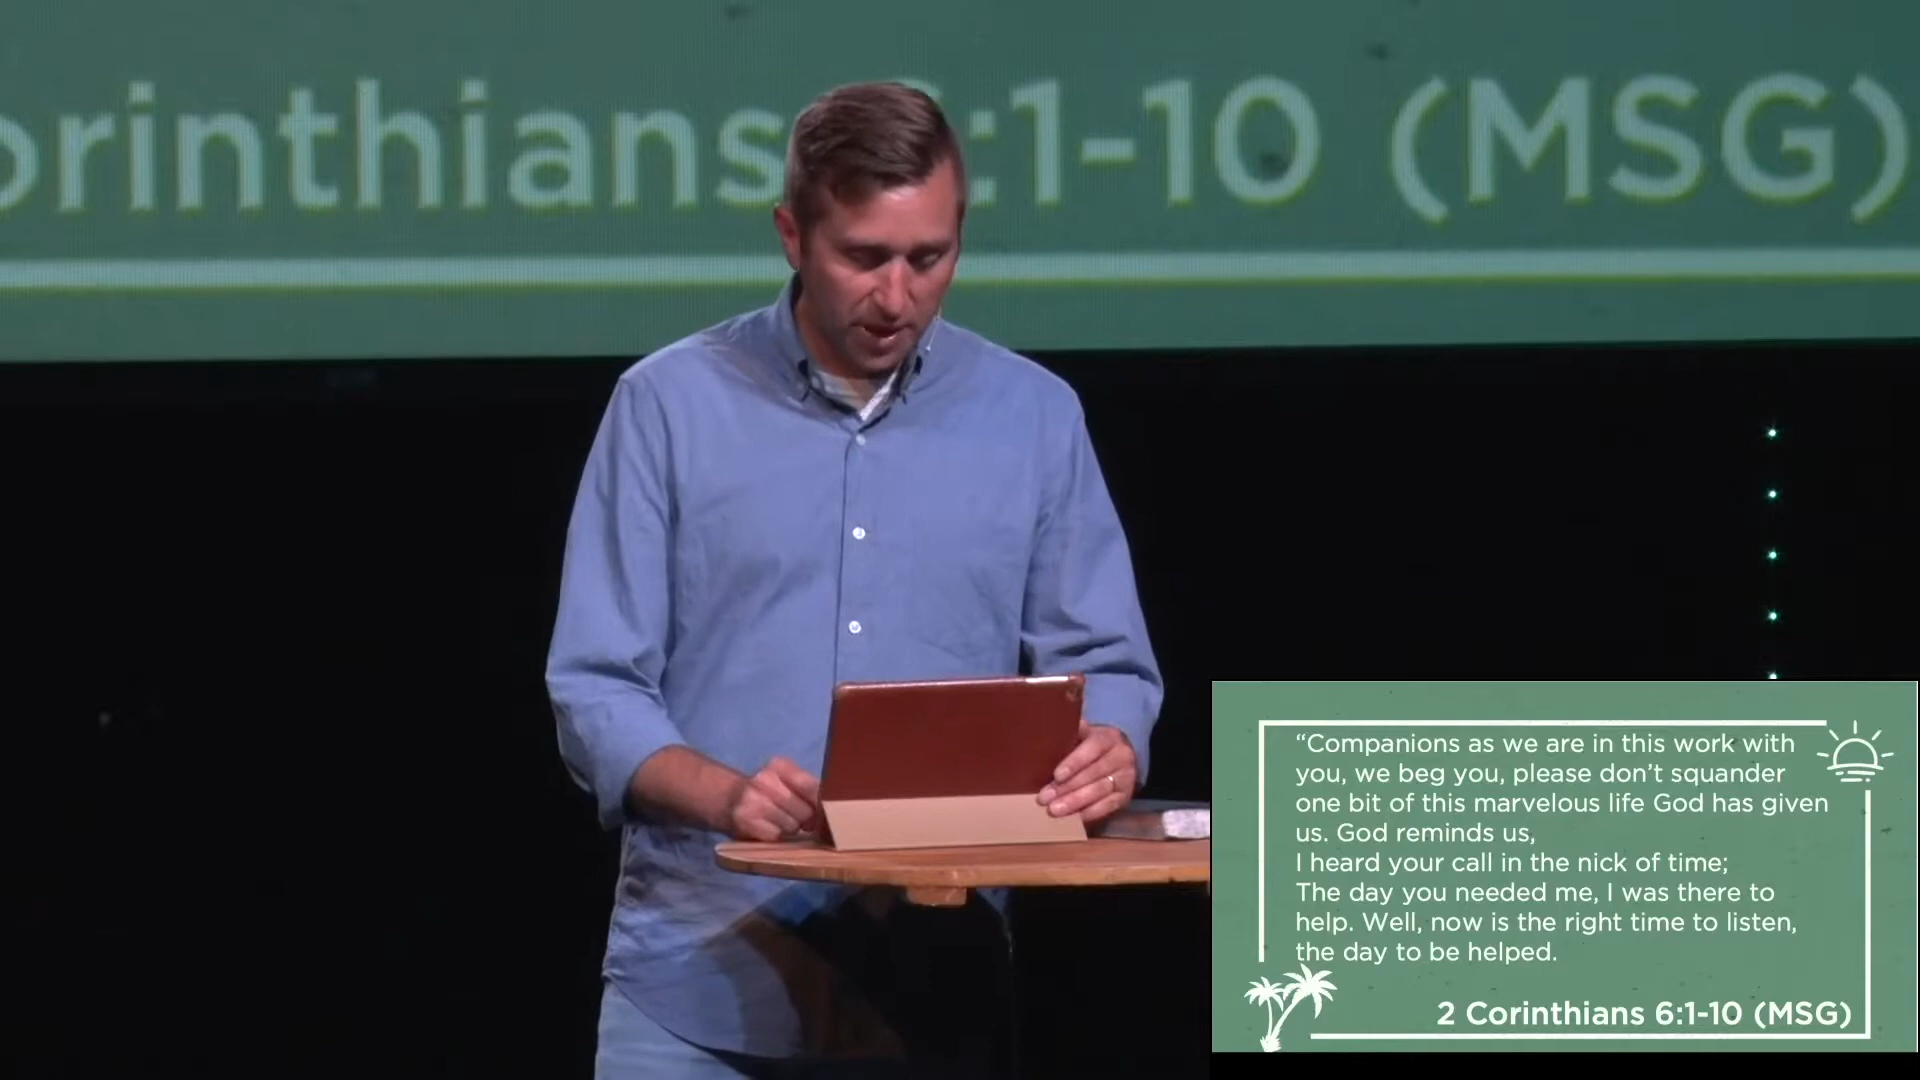 orinthians :1-10 (MSG)
“Companions as we are in this work with
you, we beg you, please don’t squander
one bit of this marvelous life God has given
us. God reminds us,
I heard your call in the nick of time;
The day you needed me, I was there to
help. Well, now is the right time to listen,
the day to be helped.
2 Corinthians 6:1-10 (MSG)